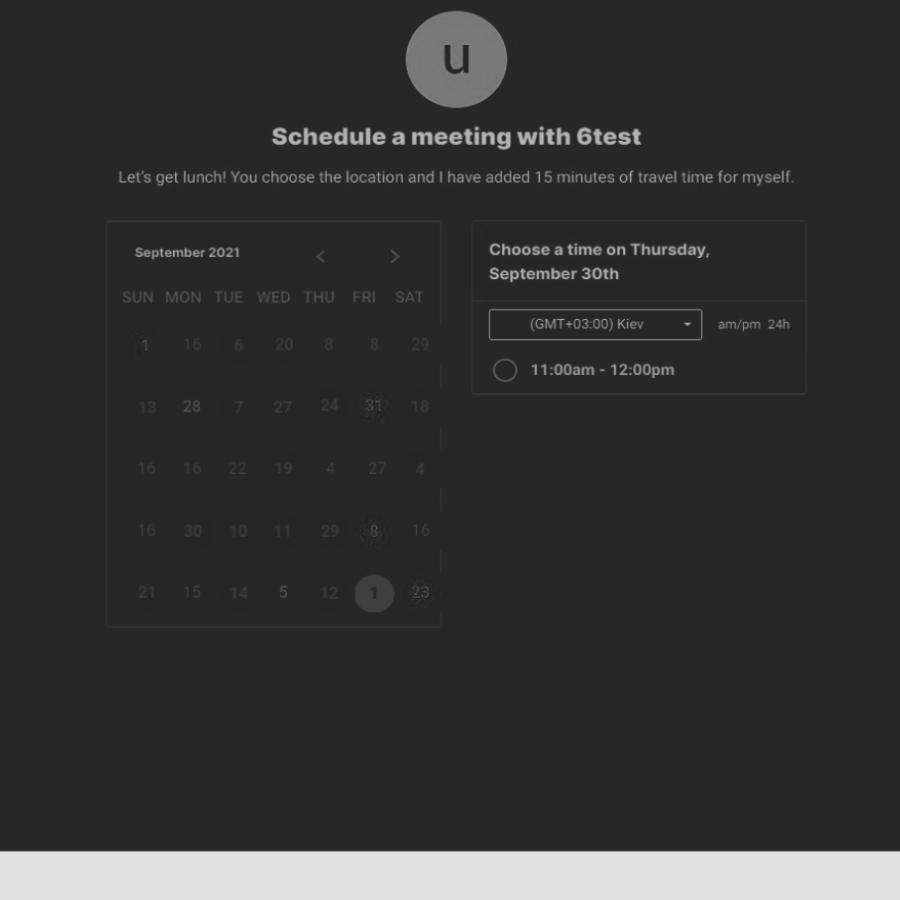 u
Schedule a meeting with 6test
Let's get lunch! You choose the location and I have added 15 minutes of travel time for myself.
September 2021
SUN MON TUE WED THU FRI SAT
1 16 6 20 8 8 29
13 28 7 27 24 31 18
16 16 22 19 4 27 4
16 30 10 11 29 8 16
21 15 14 5 12 1 23
Choose a time on Thursday,
September 30th
(GMT+03:00) Kiev am/pm 24h
11:00am - 12:00pm